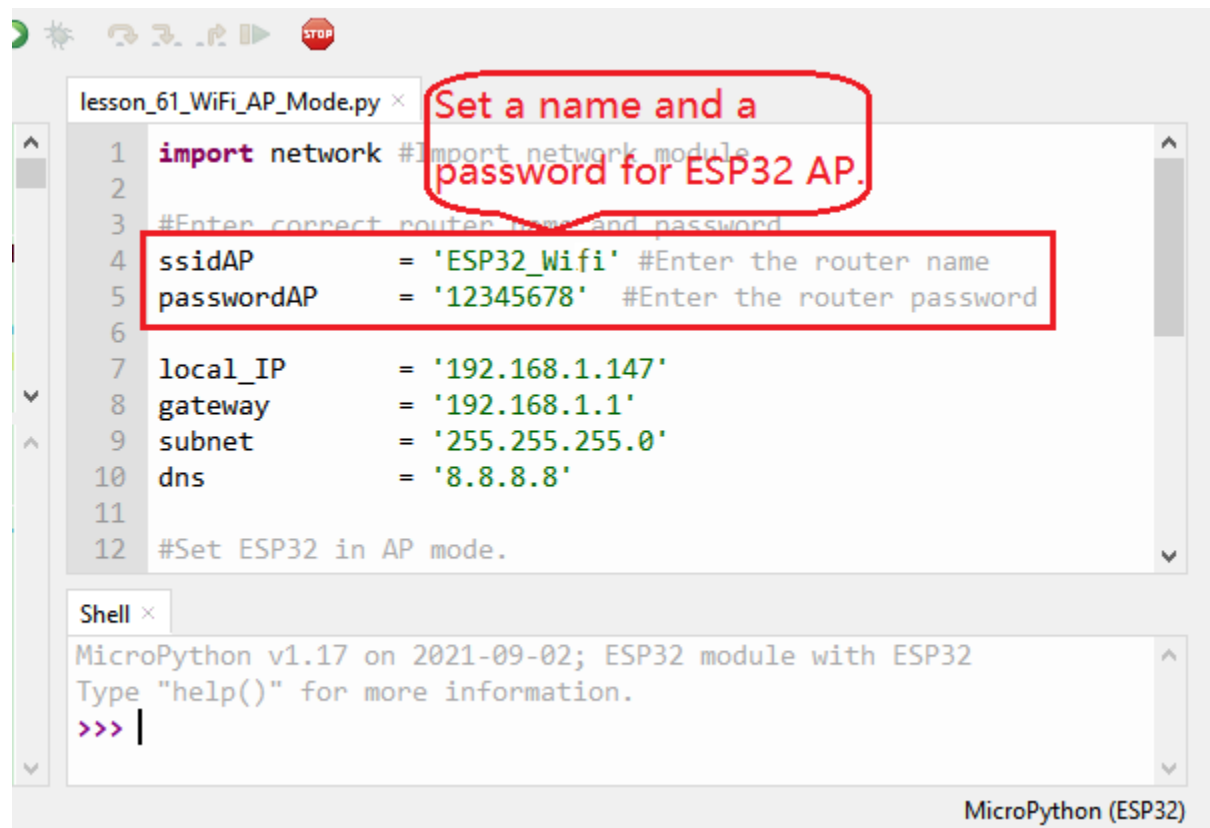 STOP
lesson_61_WiFi_AP_Mode.py ×
Set a name and a
password for ESP32 AP.
1 import network #Import network module
2
3 #Enter correct router name and password
4 ssidAP = 'ESP32_Wifi' #Enter the router name
5 passwordAP = '12345678' #Enter the router password
6
7 local_IP = '192.168.1.147'
8 gateway = '192.168.1.1'
9 subnet = '255.255.255.0'
10 dns = '8.8.8.8'
11
12 #Set ESP32 in AP mode.
Shell ×
MicroPython v1.17 on 2021-09-02; ESP32 module with ESP32
Type "help()" for more information.
>>>
MicroPython (ESP32)